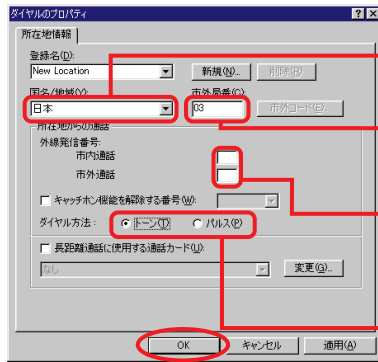 ダイヤルのプロパティ
所在地情報
登録名(D):
New Location
新規(N)...
削除(R)
国名/地域(Y):
市外局番(C):
日本
03
市外コード(E)...
所在地からの通話
外線発信番号:
市内通話
市外通話
キャッチホン機能を解除する番号(W):
ダイヤル方法: トーン(T) パルス(P)
長距離通話に使用する通話カード(U):
なし
変更(G)...
OK
キャンセル
適用(A)